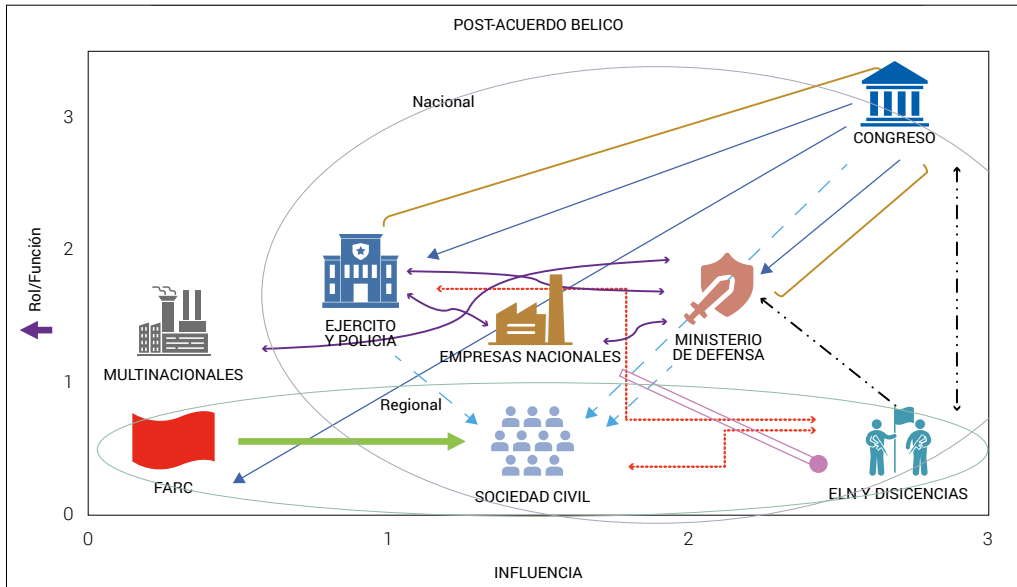 POST-ACUERDO BELICO
Nacional
CONGRESO
3
2
Rol/Función
EJERCITO
Y POLICIA
EMPRESAS NACIONALES
MINISTERIO
DE DEFENSA
MULTINACIONALES
1
Regional
FARC
SOCIEDAD CIVIL
ELN Y DISICENCIAS
0
0
1
2
3
INFLUENCIA